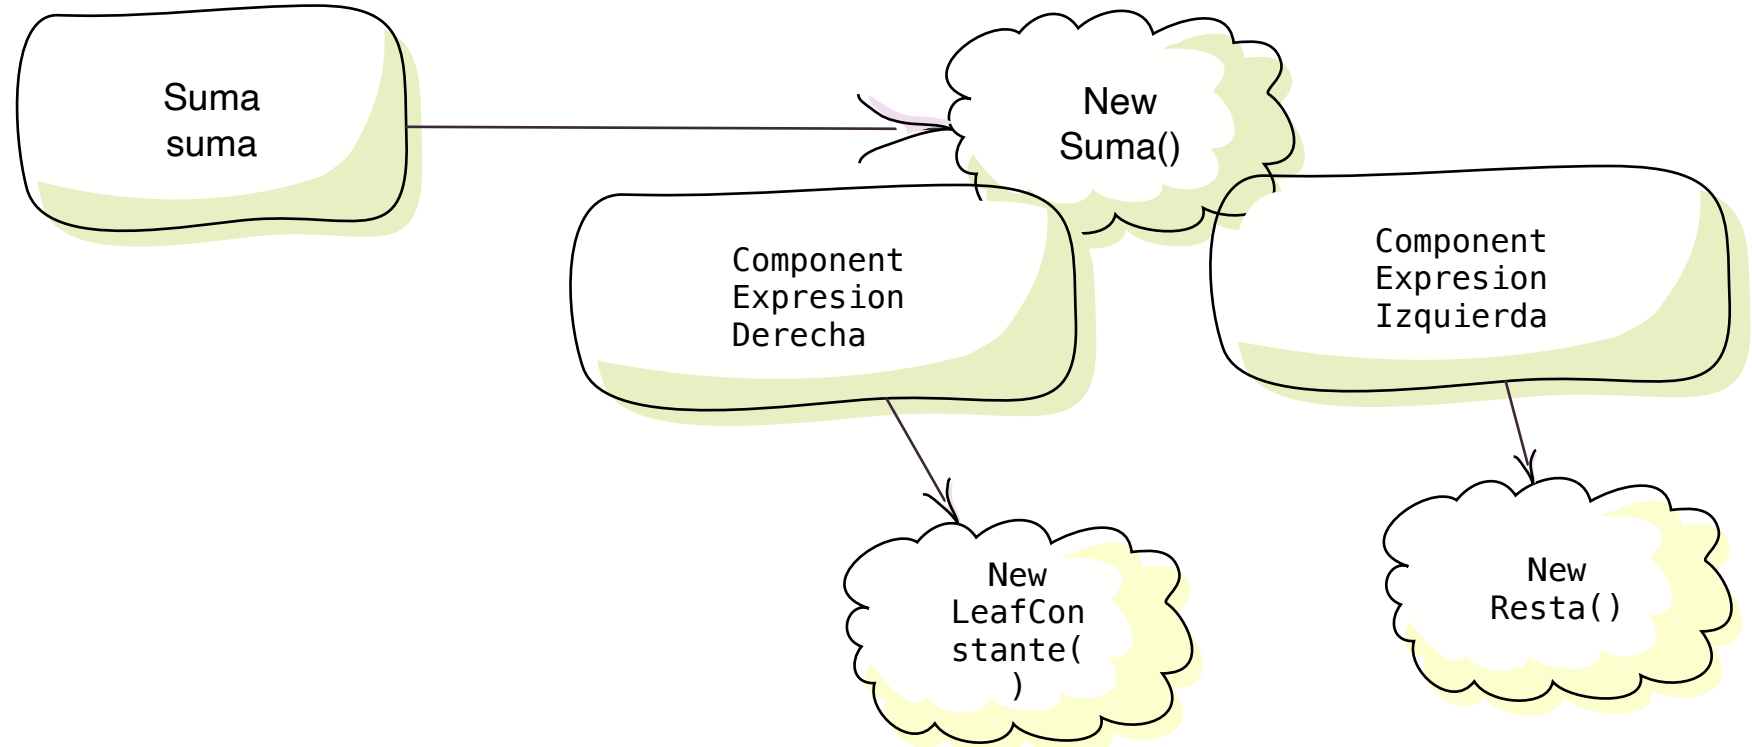 Suma
suma
New
Suma()
Component
Expresion
Derecha
Component
Expresion
Izquierda
New
LeafCon
stante(
)
New
Resta()